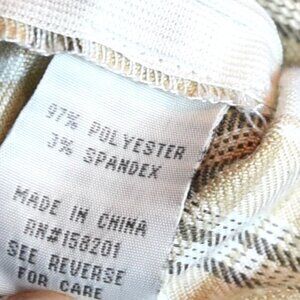 97% POLYESTER
3% SPANDEX
MADE IN CHINA
RN#158201
SEE REVERSE
FOR CARE